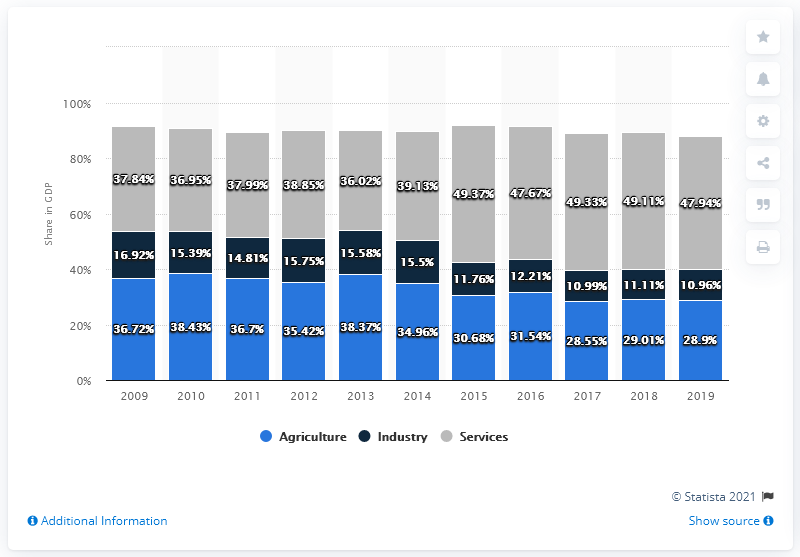 100%
80%
60%
40%
20%
0%
Share in GDP
37.84% 36.95% 37.99% 38.85% 36.02% 39.13% 49.37% 47.67% 49.33% 49.11% 47.94%
16.92% 15.39% 14.81% 15.75% 15.58% 15.5% 11.76% 12.21% 10.99% 11.11% 10.96%
36.72% 38.43% 36.7% 35.42% 38.37% 34.96% 30.68% 31.54% 28.55% 29.01% 28.9%
2009 2010 2011 2012 2013 2014 2015 2016 2017 2018 2019
Agriculture Industry Services
© Statista 2021
Additional Information Show source